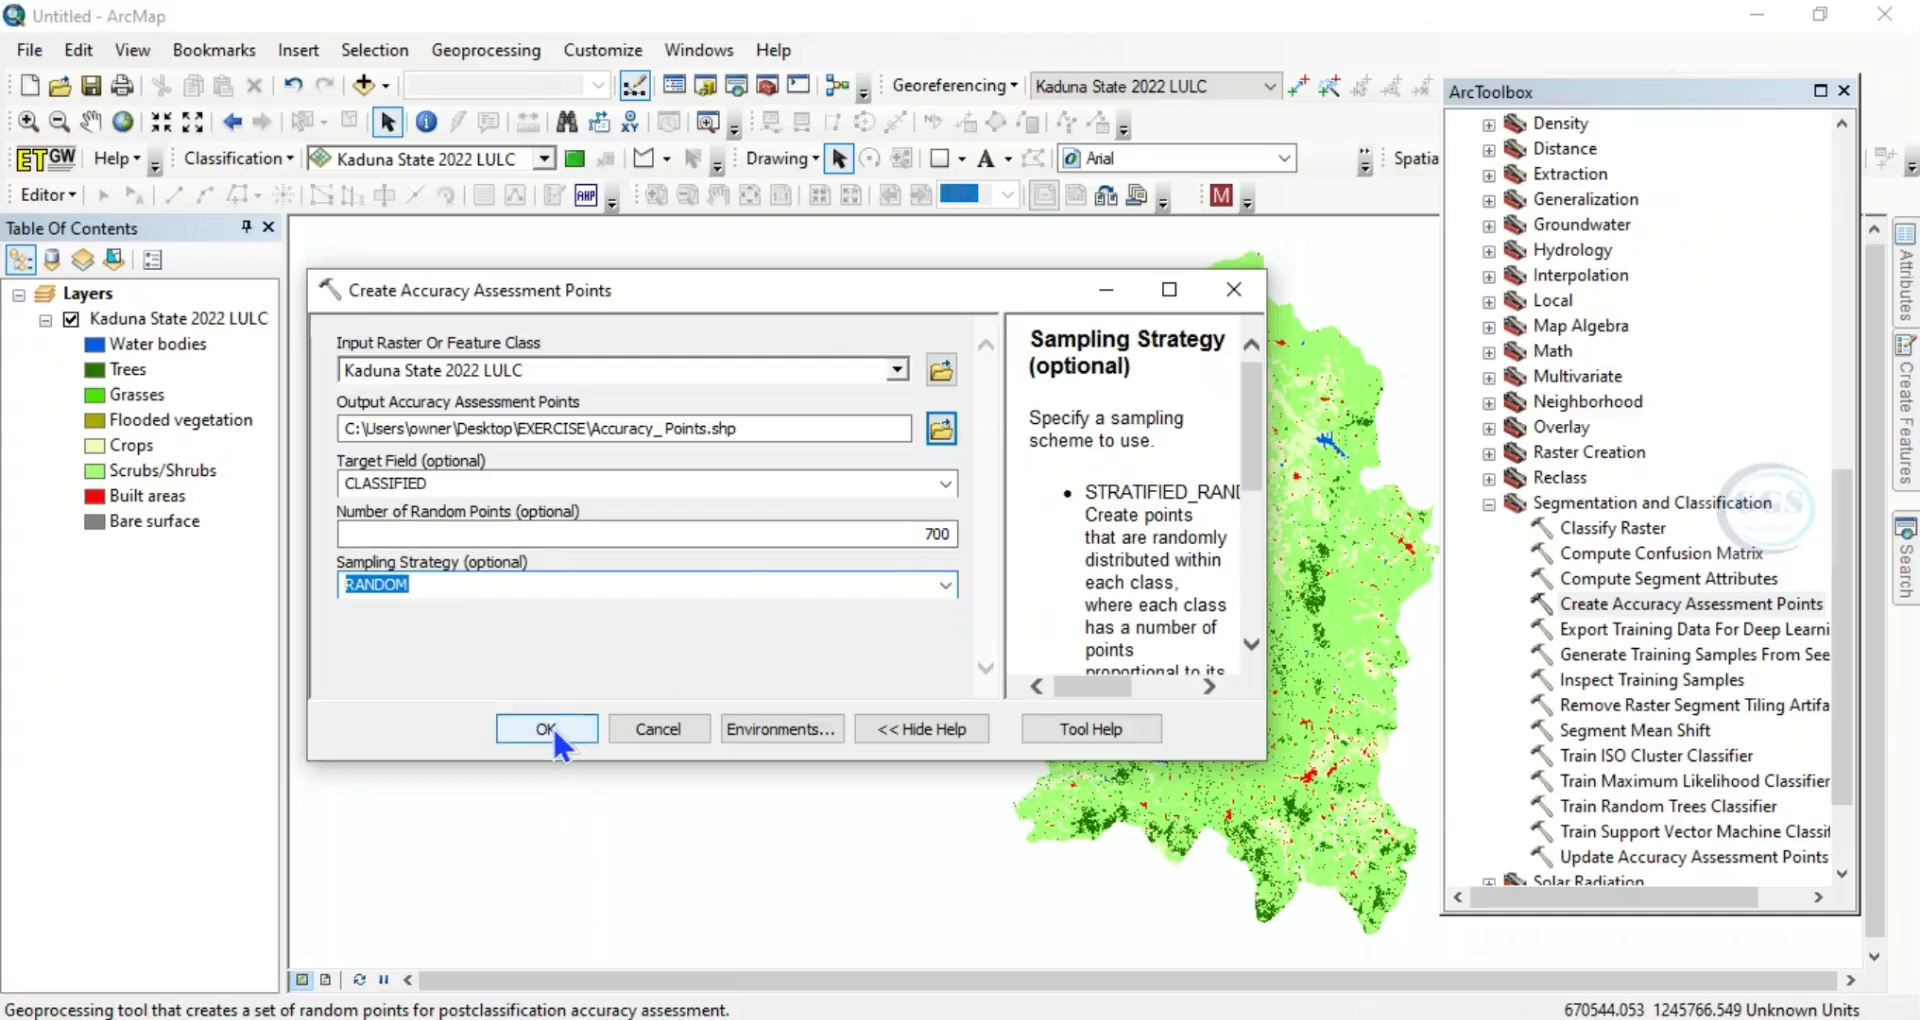 Untitled - ArcMap
File Edit View Bookmarks Insert Selection Geoprocessing Customize Windows Help
Georeferencing Kaduna State 2022 LULC
ET GW Help Classification Kaduna State 2022 LULC Drawing A Arial Spatia
Editor AHP M
Table Of Contents
Layers
Kaduna State 2022 LULC
Water bodies
Trees
Grasses
Flooded vegetation
Crops
Scrubs/Shrubs
Built areas
Bare surface
Create Accuracy Assessment Points
Input Raster Or Feature Class
Kaduna State 2022 LULC
Output Accuracy Assessment Points
C:\Users\owner\Desktop\EXERCISE\Accuracy_Points.shp
Target Field (optional)
CLASSIFIED
Number of Random Points (optional)
700
Sampling Strategy (optional)
RANDOM
OK Cancel Environments... << Hide Help Tool Help
Sampling Strategy
(optional)
Specify a sampling
scheme to use.
• STRATIFIED_RAND
Create points
that are randomly
distributed within
each class,
where each class
has a number of
points
proportional to its
ArcToolbox
Density
Distance
Extraction
Generalization
Groundwater
Hydrology
Interpolation
Local
Map Algebra
Math
Multivariate
Neighborhood
Overlay
Raster Creation
Reclass
Segmentation and Classification
Classify Raster
Compute Confusion Matrix
Compute Segment Attributes
Create Accuracy Assessment Points
Export Training Data For Deep Learni
Generate Training Samples From See
Inspect Training Samples
Remove Raster Segment Tiling Artifa
Segment Mean Shift
Train ISO Cluster Classifier
Train Maximum Likelihood Classifier
Train Random Trees Classifier
Train Support Vector Machine Classif
Update Accuracy Assessment Points
Solar Radiation
Attributes
Create Features
Search
Geoprocessing tool that creates a set of random points for postclassification accuracy assessment.
670544.053 1245766.549 Unknown Units